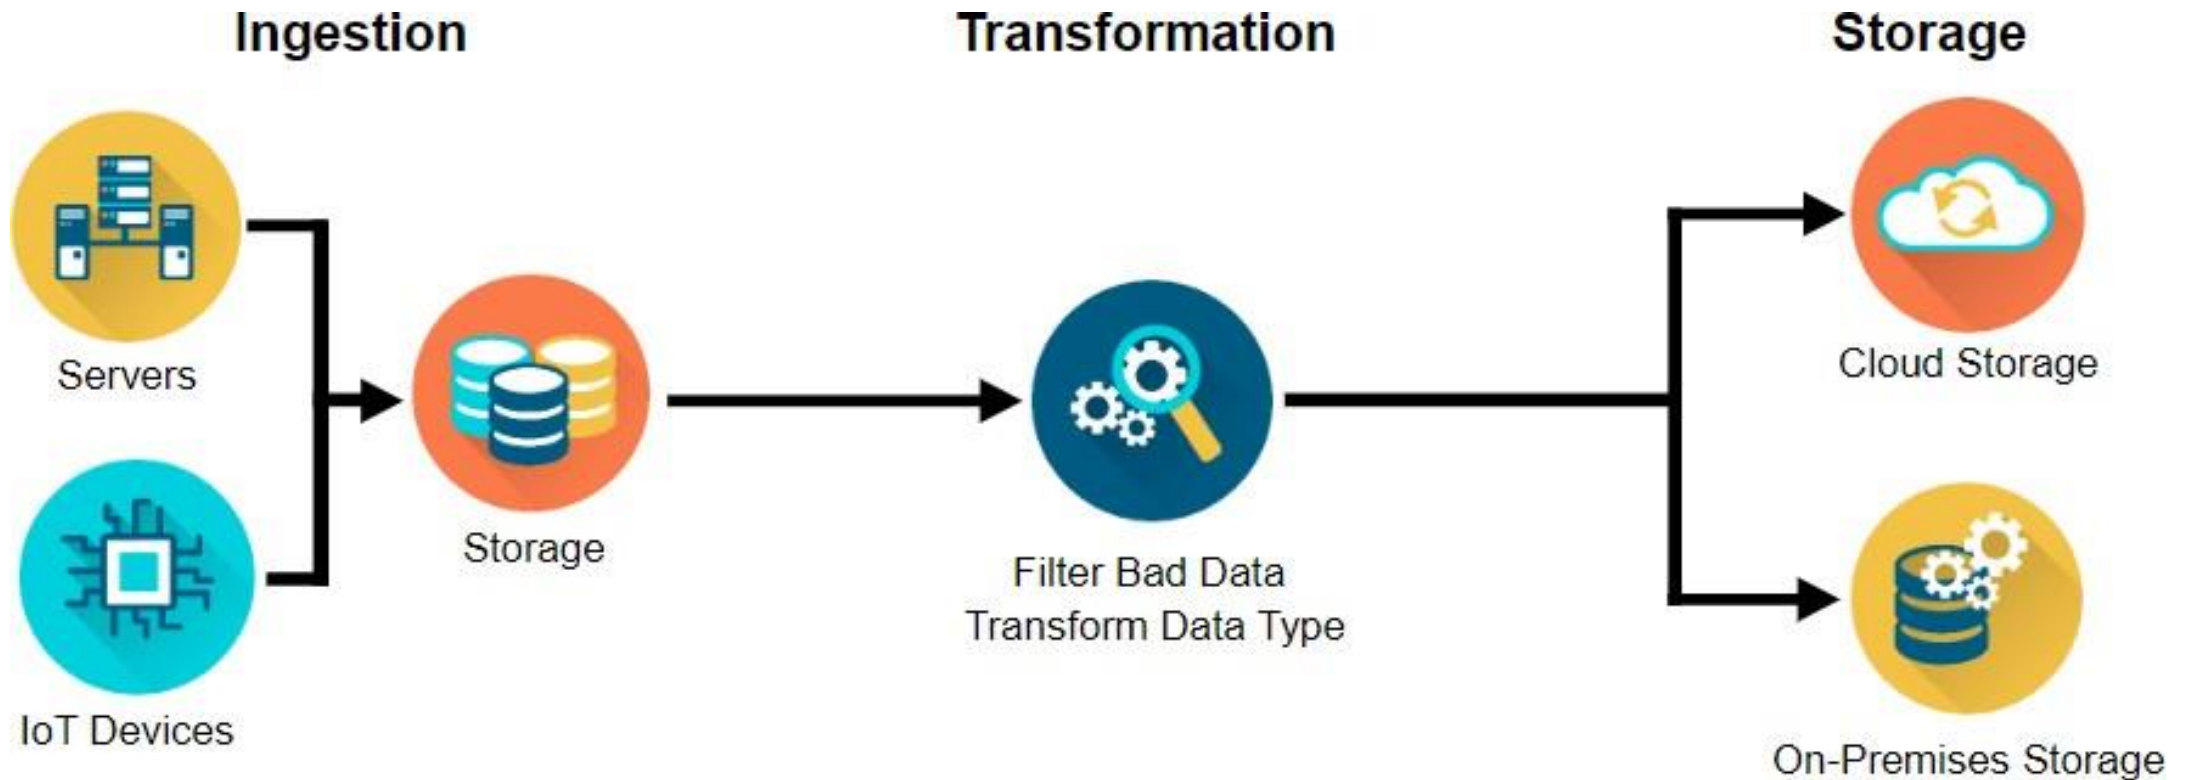 Ingestion
Transformation
Storage
Servers
IoT Devices
Storage
Filter Bad Data
Transform Data Type
Cloud Storage
On-Premises Storage